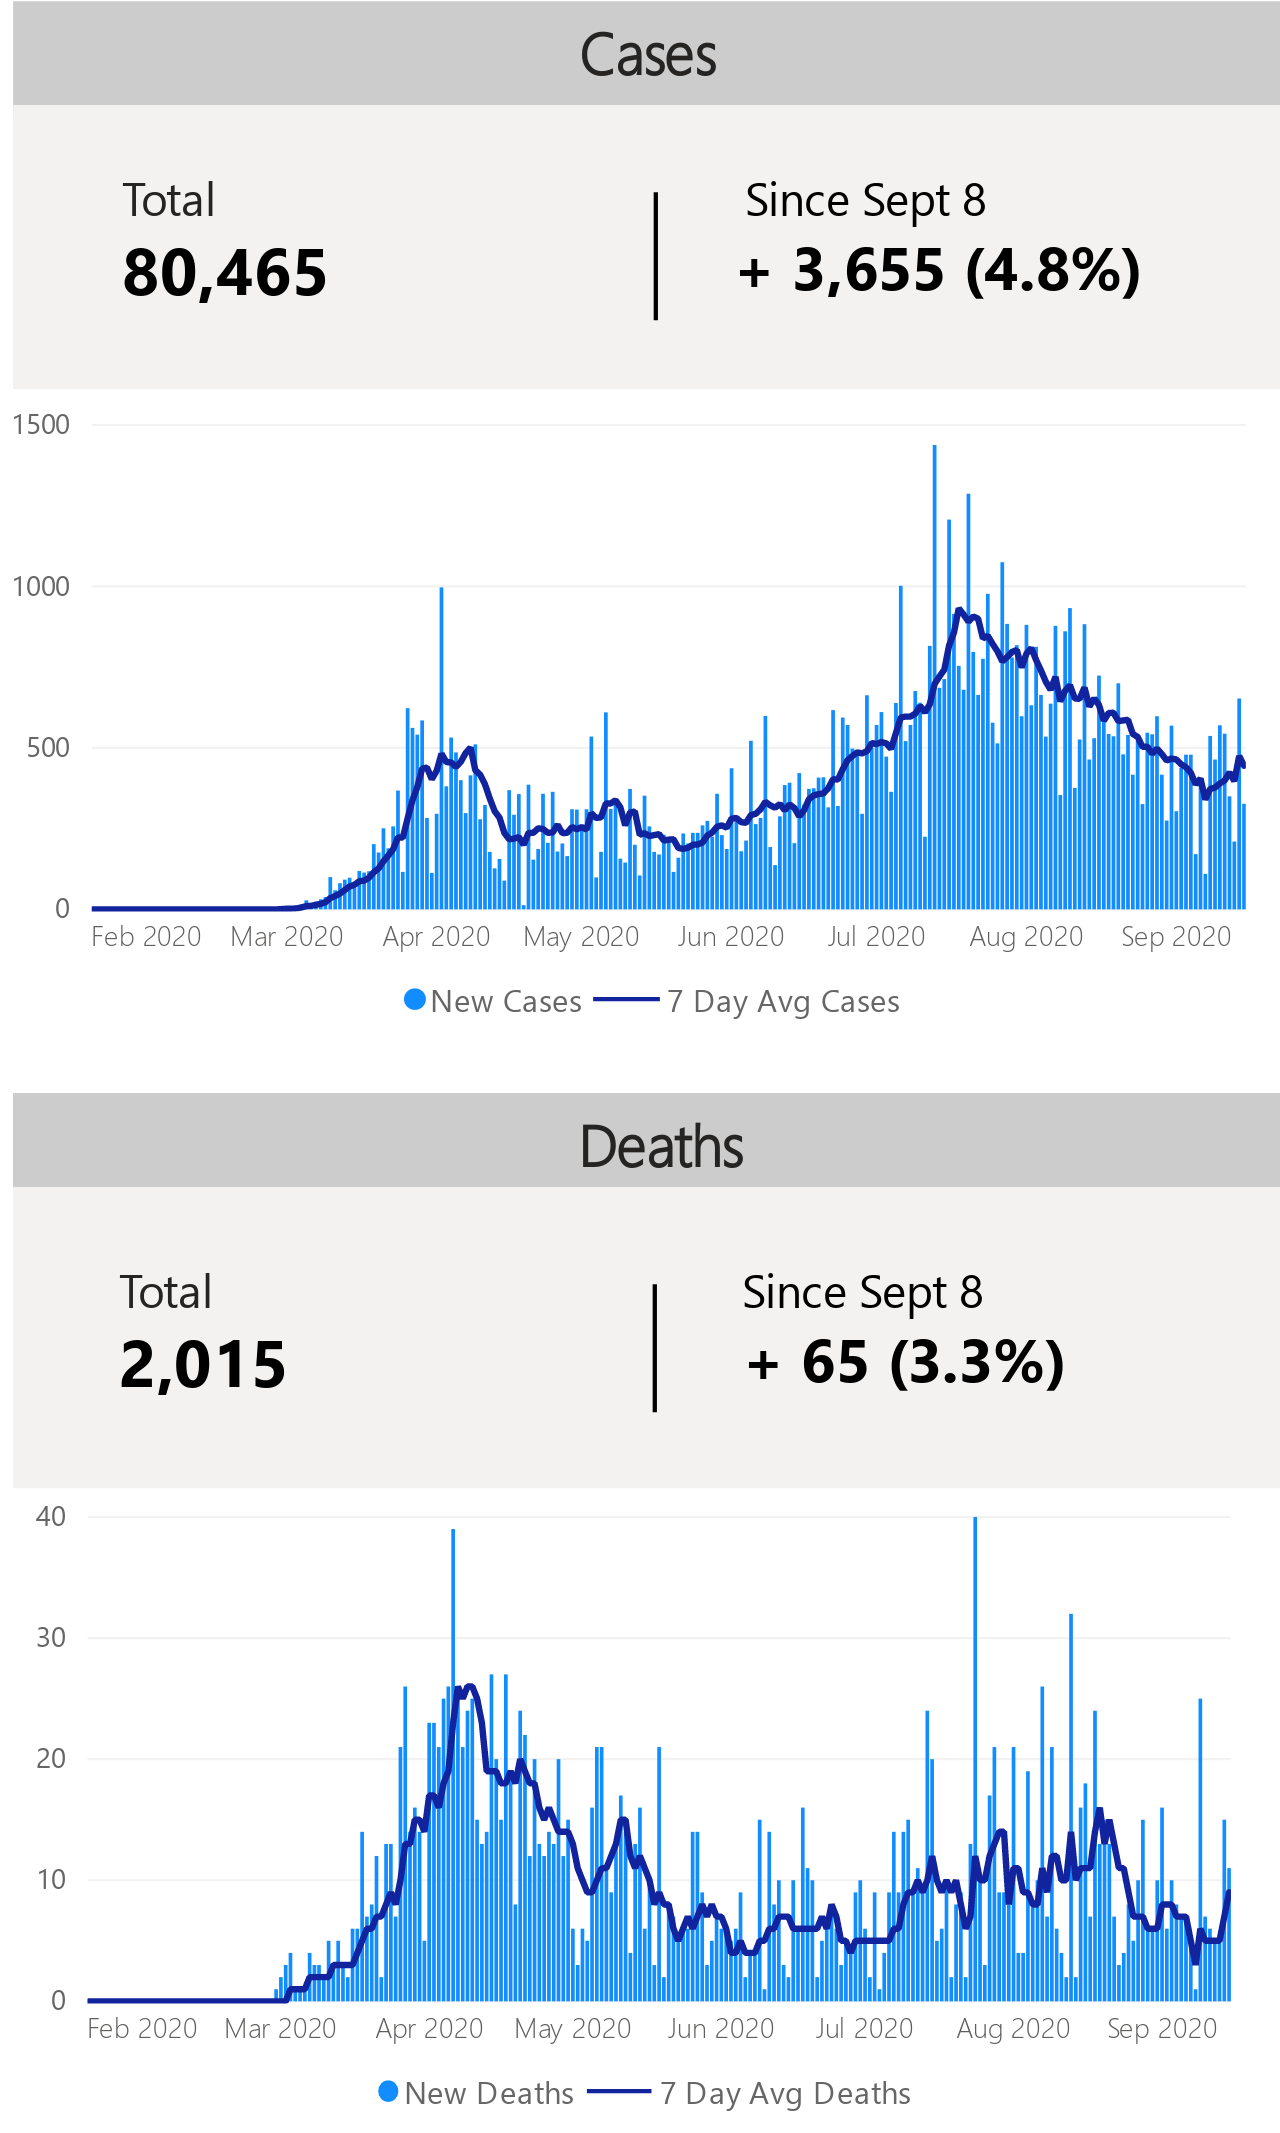 Cases
Total
Since Sept 8
80,465
+ 3,655 (4.8%)
1500
1000
500
0
Feb 2020 Mar 2020 Apr 2020 May 2020 Jun 2020 Jul 2020 Aug 2020 Sep 2020
New Cases 7 Day Avg Cases
Deaths
Total
Since Sept 8
2,015
+ 65 (3.3%)
40
30
20
10
0
Feb 2020 Mar 2020 Apr 2020 May 2020 Jun 2020 Jul 2020 Aug 2020 Sep 2020
New Deaths 7 Day Avg Deaths